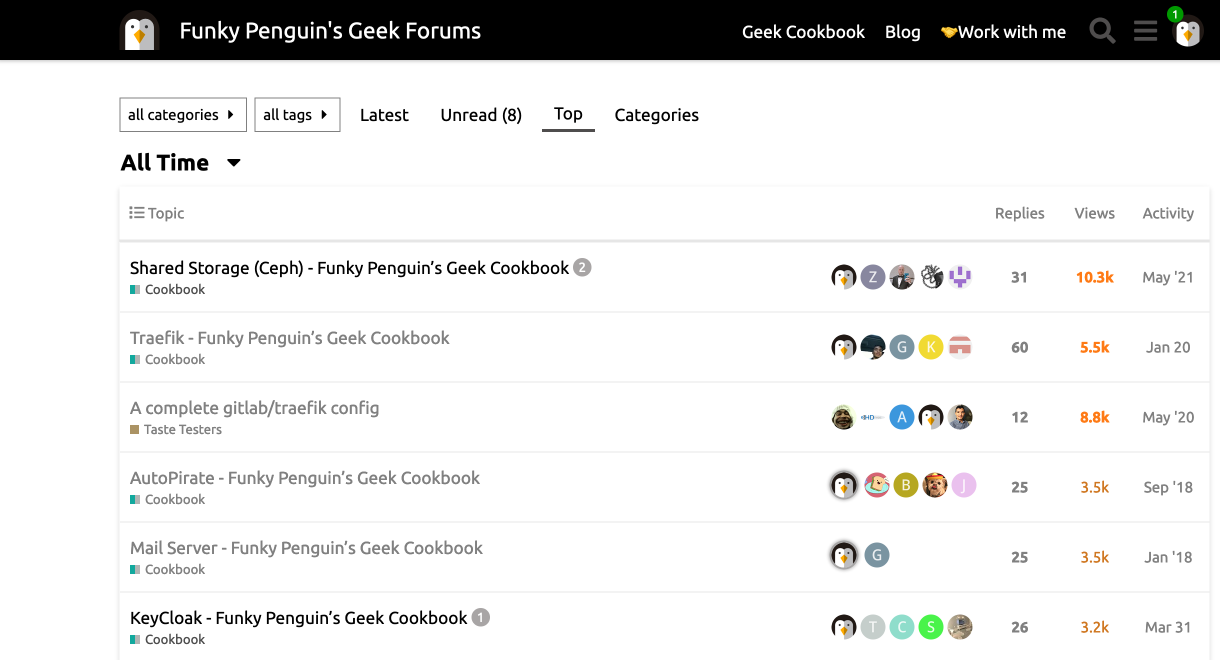 Funky Penguin's Geek Forums
Geek Cookbook Blog 🤝Work with me
1
all categories all tags Latest Unread (8) Top Categories
All Time
Topic Replies Views Activity
Shared Storage (Ceph) - Funky Penguin’s Geek Cookbook 2
Cookbook
Z
31 10.3k May '21
Traefik - Funky Penguin’s Geek Cookbook
Cookbook
G K
60 5.5k Jan 20
A complete gitlab/traefik config
Taste Testers
HD A
12 8.8k May '20
AutoPirate - Funky Penguin’s Geek Cookbook
Cookbook
B J
25 3.5k Sep '18
Mail Server - Funky Penguin’s Geek Cookbook
Cookbook
G
25 3.5k Jan '18
KeyCloak - Funky Penguin’s Geek Cookbook 1
Cookbook
T C S
26 3.2k Mar 31